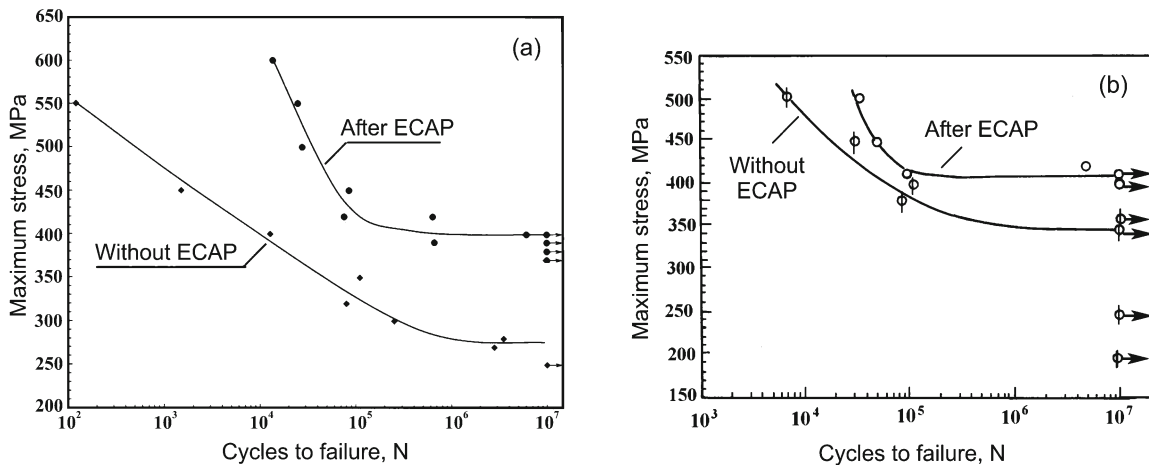 (a)
Maximum stress, MPa
650
600
550
500
450
400
350
300
250
200
After ECAP
Without ECAP
10^2
10^3
10^4
10^5
10^6
10^7
Cycles to failure, N
(b)
Maximum stress, MPa
550
500
450
400
350
300
250
200
150
Without
ECAP
After ECAP
10^3
10^4
10^5
10^6
10^7
Cycles to failure, N